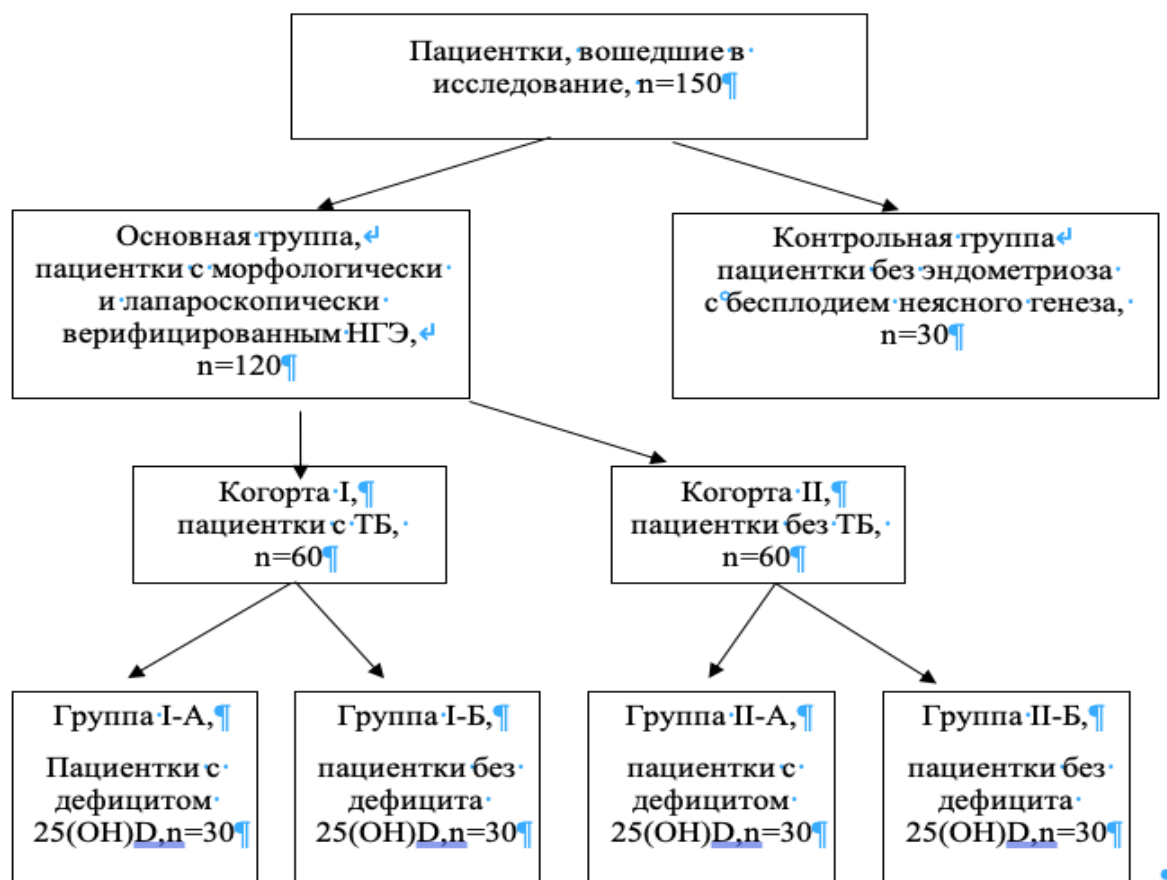 Пациентки, вошедшие в
исследование, n=150¶
Основная группа,↵
пациентки с морфологически
и лапароскопически
верифицированным НГЭ,↵
n=120¶
Контрольная группа↵
пациентки без эндометриоза
с°бесплодием неясного генеза,
n=30¶
Когорта I,¶
пациентки с ТБ,
n=60¶
Когорта II,¶
пациентки без ТБ,
n=60¶
Группа I-А,¶
Пациентки с
дефицитом
25(OH)D,n=30¶
Группа I-Б,¶
пациентки без
дефицита
25(OH)D,n=30¶
Группа II-А,¶
пациентки с
дефицитом
25(OH)D,n=30¶
Группа II-Б,¶
пациентки без
дефицита
25(OH)D,n=30¶